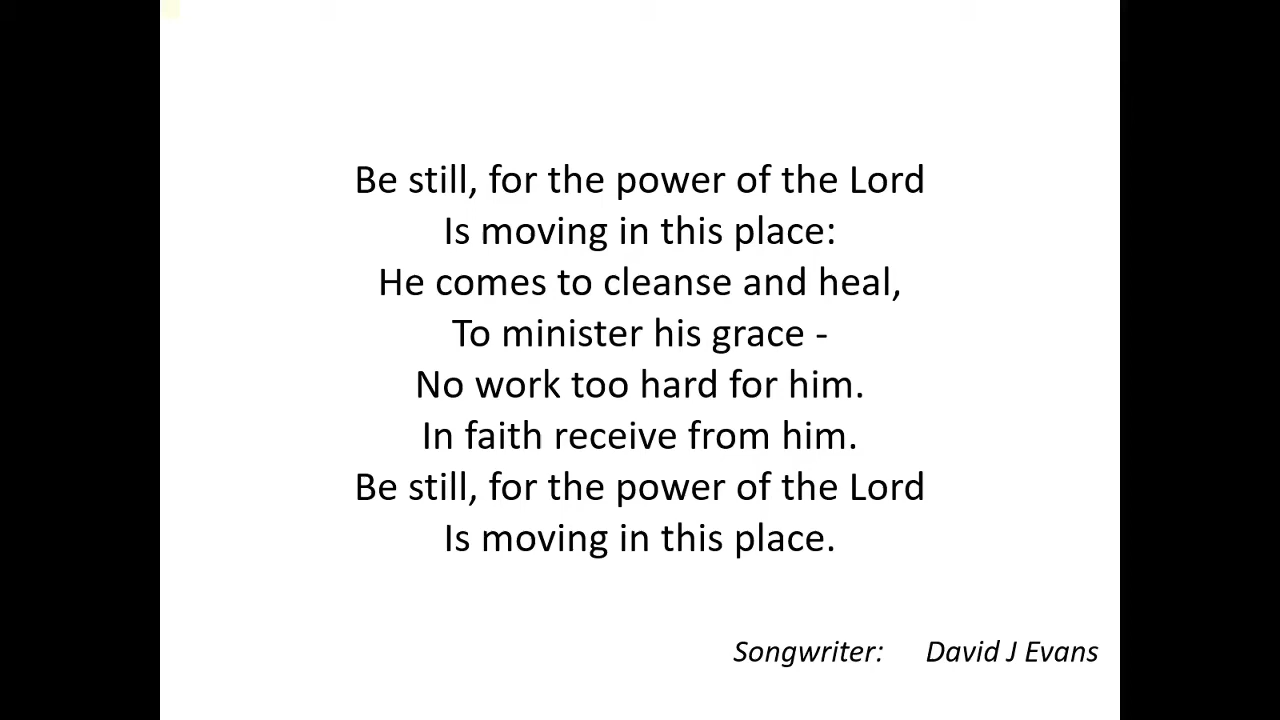 Be still, for the power of the Lord
Is moving in this place:
He comes to cleanse and heal,
To minister his grace -
No work too hard for him.
In faith receive from him.
Be still, for the power of the Lord
Is moving in this place.
Songwriter: David J Evans